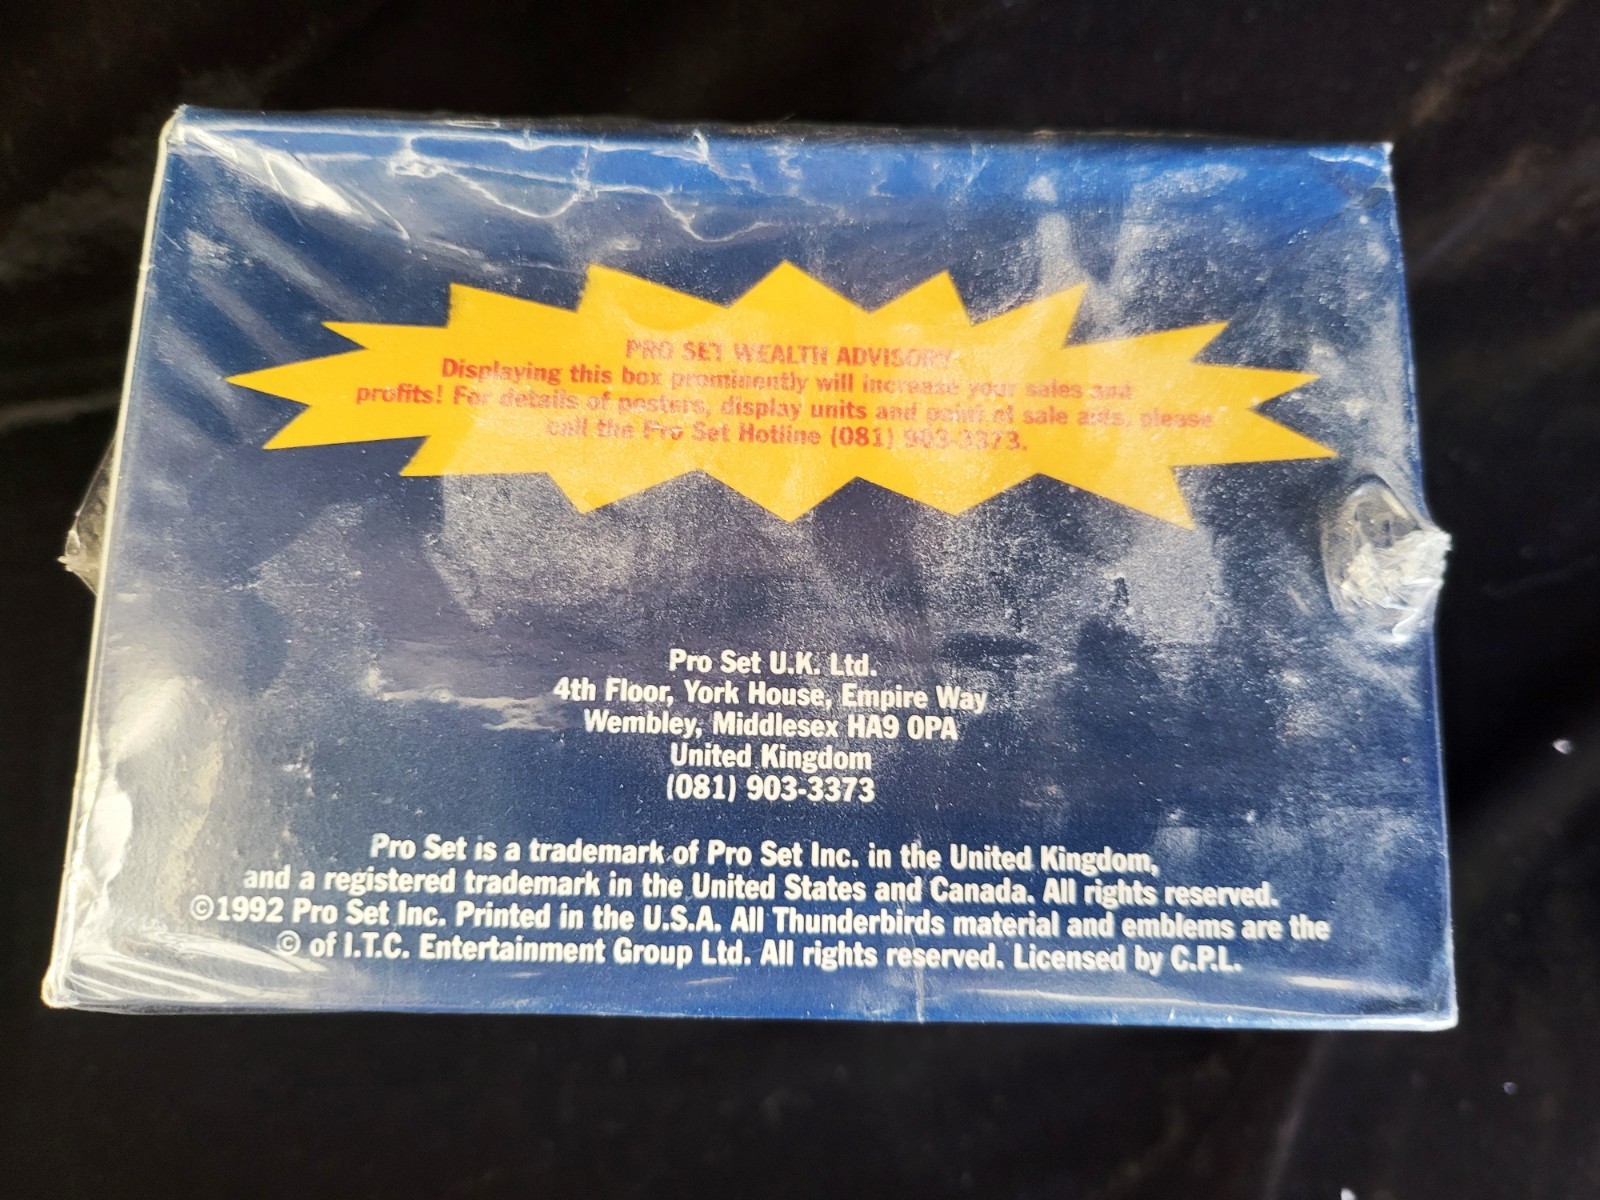 PRO SET WEALTH ADVISORY
Displaying this box prominently will increase your sales and
profits! For details of posters, display units and point of sale aids, please
call the Pro Set Hotline (081) 903-3373.
Pro Set U.K. Ltd.
4th Floor, York House, Empire Way
Wembley, Middlesex HA9 0PA
United Kingdom
(081) 903-3373
Pro Set is a trademark of Pro Set Inc. in the United Kingdom,
and a registered trademark in the United States and Canada. All rights reserved.
©1992 Pro Set Inc. Printed in the U.S.A. All Thunderbirds material and emblems are the
© of I.T.C. Entertainment Group Ltd. All rights reserved. Licensed by C.P.L.